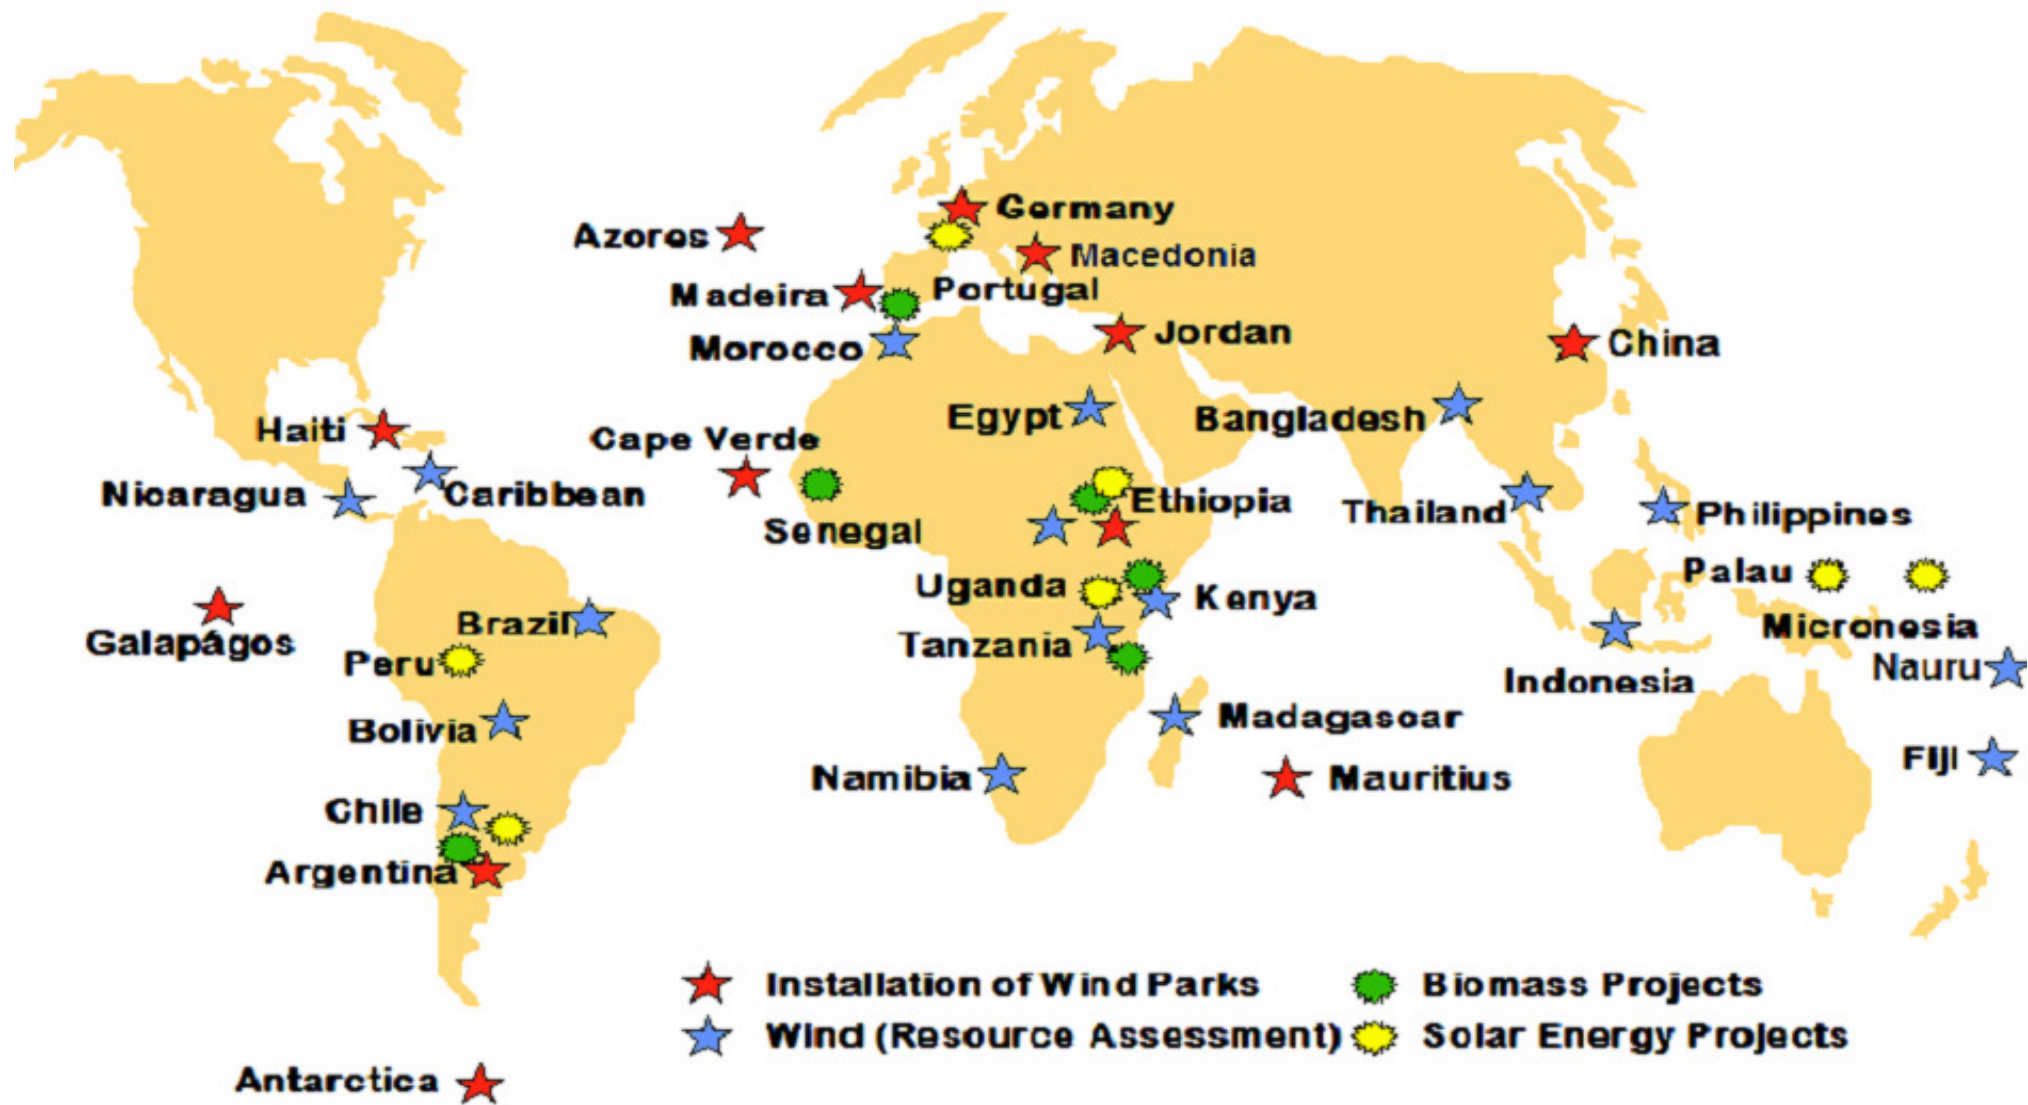 Germany
Azores
Macedonia
Madeira
Portugal
Jordan
Morocco
China
Egypt
Bangladesh
Haiti
Cape Verde
Nicaragua
Caribbean
Ethiopia
Thailand
Philippines
Senegal
Uganda
Palau
Kenya
Brazil
Micronesia
Galapágos
Tanzania
Peru
Nauru
Indonesia
Bolivia
Madagascar
Fiji
Namibia
Mauritius
Chile
Argentina
Installation of Wind Parks
Biomass Projects
Wind (Resource Assessment)
Solar Energy Projects
Antarctica